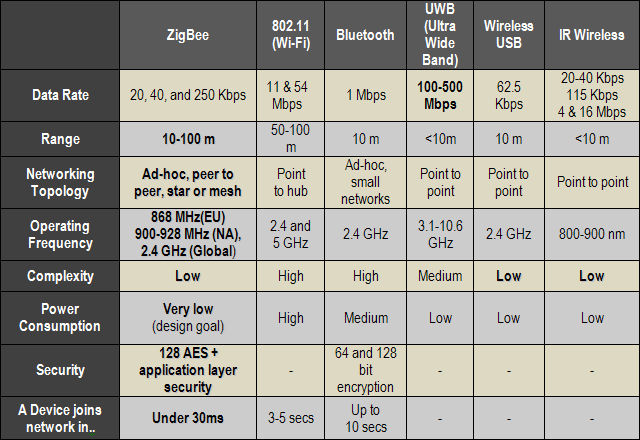 ZigBee
802.11
(Wi-Fi)
Bluetooth
UWB
(Ultra
Wide
Band)
Wireless
USB
IR Wireless
Data Rate
20, 40, and 250 Kbps
11 & 54
Mbps
1 Mbps
100-500
Mbps
62.5
Kbps
20-40 Kbps
115 Kbps
4 & 16 Mbps
Range
10-100 m
50-100
m
10 m
<10m
10 m
<10 m
Networking
Topology
Ad-hoc, peer to
peer, star or mesh
Point
to hub
Ad-hoc,
small
networks
Point to
point
Point to
point
Point to point
Operating
Frequency
868 MHz(EU)
900-928 MHz (NA),
2.4 GHz (Global)
2.4 and
5 GHz
2.4 GHz
3.1-10.6
GHz
2.4 GHz
800-900 nm
Complexity
Low
High
High
Medium
Low
Low
Power
Consumption
Very low
(design goal)
High
Medium
Low
Low
Low
Security
128 AES +
application layer
security
-
64 and 128
bit
encryption
-
-
-
A Device joins
network in..
Under 30ms
3-5 secs
Up to
10 secs
-
-
-